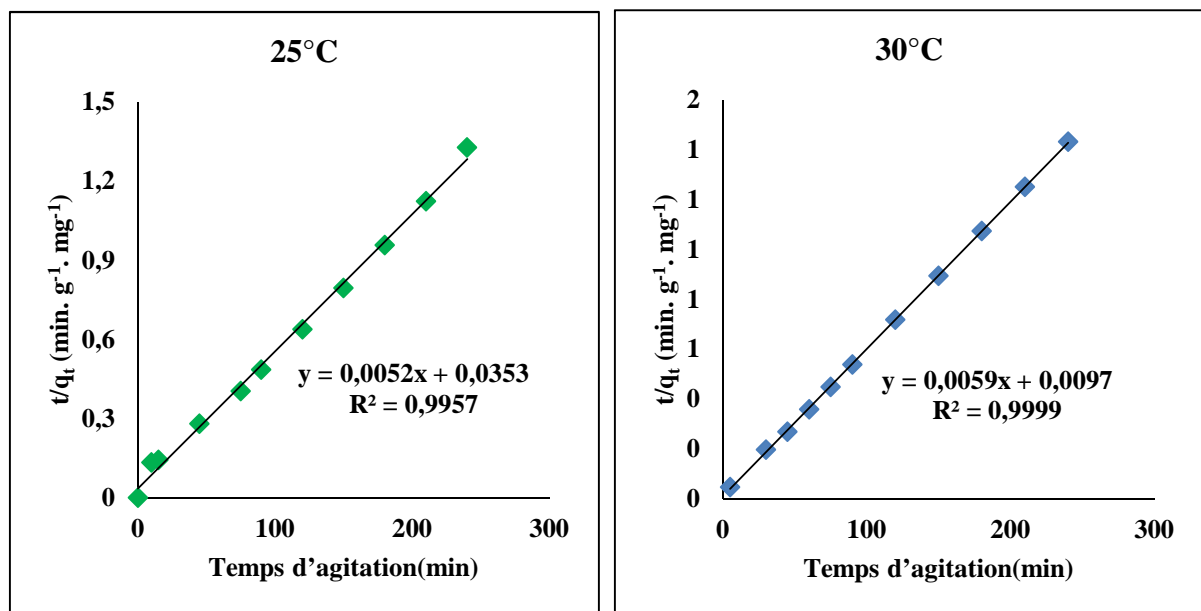 25°C
t/qt (min. g-1. mg-1)
1,5
1,2
0,9
0,6
0,3
0
y = 0,0052x + 0,0353
R² = 0,9957
0
100
200
300
Temps d'agitation(min)
30°C
t/qt (min. g-1. mg-1)
2
1
1
1
1
1
0
0
0
y = 0,0059x + 0,0097
R² = 0,9999
0
100
200
300
Temps d'agitation(min)